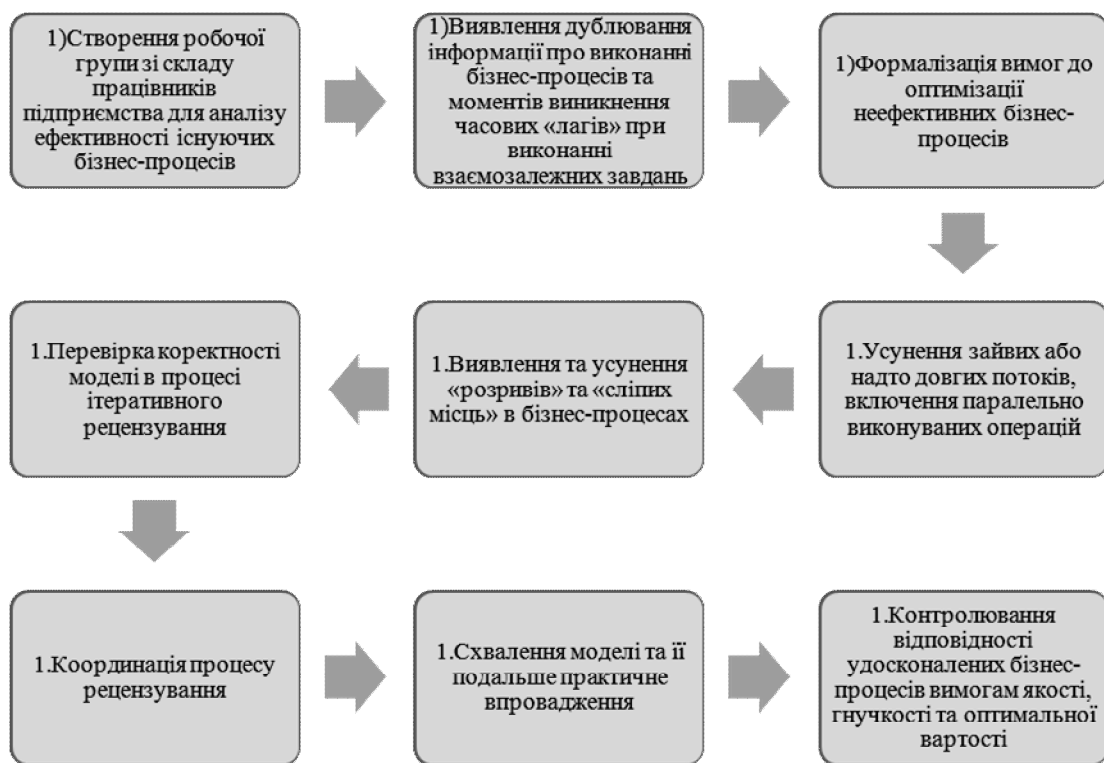 1)Створення робочої
групи зі складу
працівників
підприємства для аналізу
ефективності існуючих
бізнес-процесів
1)Виявлення дублювання
інформації про виконанні
бізнес-процесів та
моментів виникнення
часових «лагів» при
виконанні
взаємозалежних завдань
1)Формалізація вимог до
оптимізації
неефективних бізнес-
процесів
1.Усунення зайвих або
надто довгих потоків,
включення паралельно
виконуваних операцій
1.Виявлення та усунення
«розривів» та «сліпих
місць» в бізнес-процесах
1.Перевірка коректності
моделі в процесі
ітеративного
рецензування
1.Координація процесу
рецензування
1.Схвалення моделі та її
подальше практичне
впровадження
1.Контролювання
відповідності
удосконалених бізнес-
процесів вимогам якості,
гнучкості та оптимальної
вартості